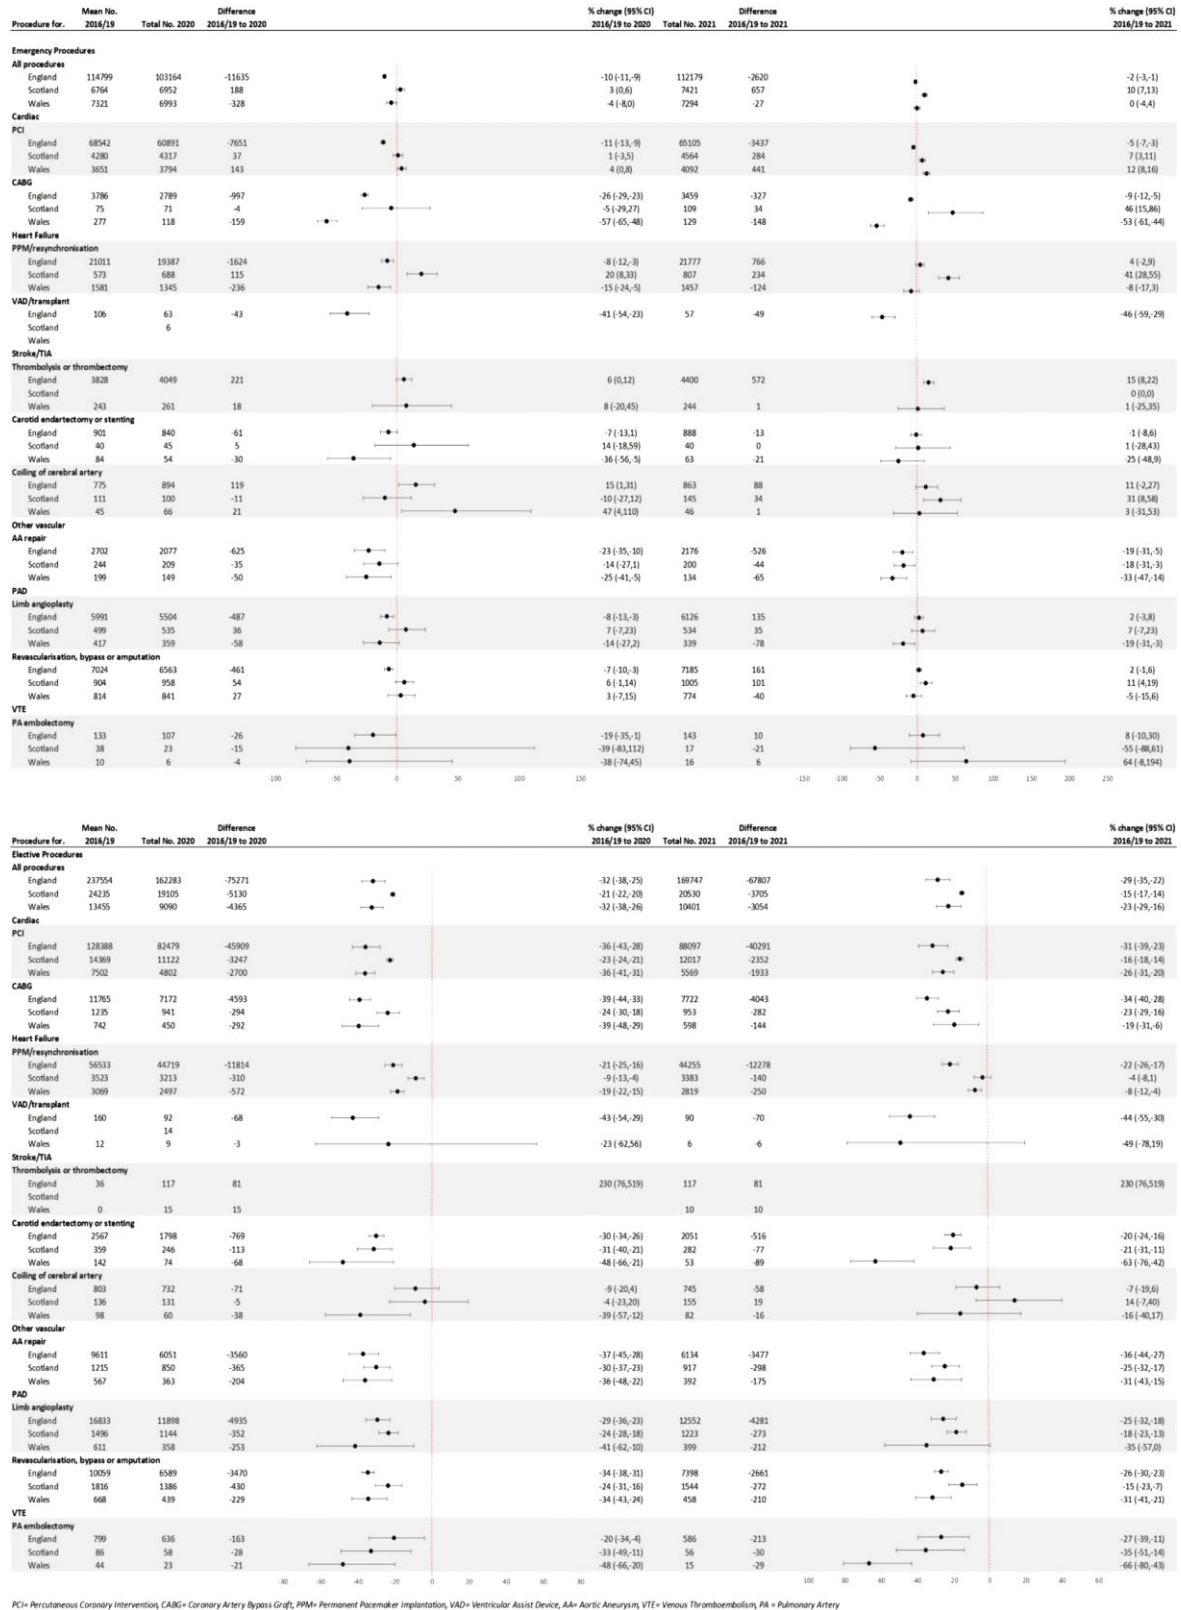 Mean No. Difference % change (95% CI) Difference % change (95% CI)
Procedure for. 2016/19 Total No. 2020 2016/19 to 2020 2016/19 to 2020 Total No. 2021 2016/19 to 2021 2016/19 to 2021
Emergency Procedures
All procedures
England 114799 103164 -11635 -10 (-11,-9) 112179 -2620 -2 (-3,-1)
Scotland 6764 6952 188 3 (0,6) 7421 657 10 (7,13)
Wales 7321 6993 -328 -4 (-8,0) 7294 -27 0 (-4,4)
Cardiac
PCI
England 68542 60891 -7651 -11 (-13,-9) 65105 -3437 -5 (-7,-3)
Scotland 4280 4317 37 1 (-3,5) 4564 284 7 (3,11)
Wales 3651 3794 143 4 (0,8) 4092 441 12 (8,16)
CABG
England 3786 2789 -997 -26 (-29,-23) 3459 -327 -9 (-12,-5)
Scotland 75 71 -4 -5 (-29,27) 109 34 46 (15,86)
Wales 277 118 -159 -57 (-65,-48) 129 -148 -53 (-61,-44)
Heart Failure
PPM/resynchronisation
England 21011 19387 -1624 -8 (-12,-3) 21777 766 4 (-2,9)
Scotland 573 688 115 20 (8,33) 807 234 41 (28,55)
Wales 1581 1345 -236 -15 (-24,-5) 1457 -124 -8 (-17,3)
VAD/transplant
England 106 63 -43 -41 (-54,-23) 57 -49 -46 (-59,-29)
Scotland 6
Wales
Stroke/TIA
Thrombolysis or thrombectomy
England 3828 4049 221 6 (0,12) 4400 572 15 (8,22)
Scotland 0 (0,0)
Wales 243 261 18 8 (-20,45) 244 1 1 (-25,35)
Carotid endartectomy or stenting
England 901 840 -61 -7 (-13,1) 888 -13 -1 (-8,6)
Scotland 40 45 5 14 (-18,59) 40 0 1 (-28,43)
Wales 84 54 -30 -36 (-56,-5) 63 -21 -25 (-48,9)
Coiling of cerebral artery
England 775 894 119 15 (1,31) 863 88 11 (-2,27)
Scotland 111 100 -11 -10 (-27,12) 145 34 31 (8,58)
Wales 45 66 21 47 (4,110) 46 1 3 (-31,53)
Other vascular
AA repair
England 2702 2077 -625 -23 (-35,-10) 2176 -526 -19 (-31,-5)
Scotland 244 209 -35 -14 (-27,1) 200 -44 -18 (-31,-3)
Wales 199 149 -50 -25 (-41,-5) 134 -65 -33 (-47,-14)
PAD
Limb angioplasty
England 5991 5504 -487 -8 (-13,-3) 6126 135 2 (-3,8)
Scotland 499 535 36 7 (-7,23) 534 35 7 (-7,23)
Wales 417 359 -58 -14 (-27,2) 339 -78 -19 (-31,-3)
Revascularisation, bypass or amputation
England 7024 6563 -461 -7 (-10,-3) 7185 161 2 (-1,6)
Scotland 904 958 54 6 (-1,14) 1005 101 11 (4,19)
Wales 814 841 27 3 (-7,15) 774 -40 -5 (-15,6)
VTE
PA embolectomy
England 133 107 -26 -19 (-35,-1) 143 10 8 (-10,30)
Scotland 38 23 -15 -39 (-83,112) 17 -21 -55 (-88,61)
Wales 10 6 -4 -38 (-74,45) 16 6 64 (-8,194)
-100 -50 0 50 100 150 -150 -100 -50 0 50 100 150 200 250
Mean No. Difference % change (95% CI) Difference % change (95% CI)
Procedure for. 2016/19 Total No. 2020 2016/19 to 2020 2016/19 to 2020 Total No. 2021 2016/19 to 2021 2016/19 to 2021
Elective Procedures
All procedures
England 237554 162283 -75271 -32 (-38,-25) 169747 -67807 -29 (-35,-22)
Scotland 24235 19105 -5130 -21 (-22,-20) 20530 -3705 -15 (-17,-14)
Wales 13455 9090 -4365 -32 (-38,-26) 10401 -3054 -23 (-29,-16)
Cardiac
PCI
England 128388 82479 -45909 -36 (-43,-28) 88097 -40291 -31 (-39,-23)
Scotland 14369 11122 -3247 -23 (-24,-21) 12017 -2352 -16 (-18,-14)
Wales 7502 4802 -2700 -36 (-41,-31) 5569 -1933 -26 (-31,-20)
CABG
England 11765 7172 -4593 -39 (-44,-33) 7722 -4043 -34 (-40,-28)
Scotland 1235 941 -294 -24 (-30,-18) 953 -282 -23 (-29,-16)
Wales 742 450 -292 -39 (-48,-29) 598 -144 -19 (-31,-6)
Heart Failure
PPM/resynchronisation
England 56533 44719 -11814 -21 (-25,-16) 44255 -12278 -22 (-26,-17)
Scotland 3523 3213 -310 -9 (-13,-4) 3383 -140 -4 (-8,1)
Wales 3069 2497 -572 -19 (-22,-15) 2819 -250 -8 (-12,-4)
VAD/transplant
England 160 92 -68 -43 (-54,-29) 90 -70 -44 (-55,-30)
Scotland 14
Wales 12 9 -3 -23 (-62,56) 6 -6 -49 (-78,19)
Stroke/TIA
Thrombolysis or thrombectomy
England 36 117 81 230 (76,519) 117 81 230 (76,519)
Scotland
Wales 0 15 15 10 10
Carotid endartectomy or stenting
England 2567 1798 -769 -30 (-34,-26) 2051 -516 -20 (-24,-16)
Scotland 359 246 -113 -31 (-40,-21) 282 -77 -21 (-31,-11)
Wales 142 74 -68 -48 (-66,-21) 53 -89 -63 (-76,-42)
Coiling of cerebral artery
England 803 732 -71 -9 (-20,4) 745 -58 -7 (-19,6)
Scotland 136 131 -5 -4 (-23,20) 155 19 14 (-7,40)
Wales 98 60 -38 -39 (-57,-12) 82 -16 -16 (-40,17)
Other vascular
AA repair
England 9611 6051 -3560 -37 (-45,-28) 6134 -3477 -36 (-44,-27)
Scotland 1215 850 -365 -30 (-37,-23) 917 -298 -25 (-32,-17)
Wales 567 363 -204 -36 (-48,-22) 392 -175 -31 (-43,-15)
PAD
Limb angioplasty
England 16833 11898 -4935 -29 (-36,-23) 12552 -4281 -25 (-32,-18)
Scotland 1496 1144 -352 -24 (-28,-18) 1223 -273 -18 (-23,-13)
Wales 611 358 -253 -41 (-62,-10) 399 -212 -35 (-57,0)
Revascularisation, bypass or amputation
England 10059 6589 -3470 -34 (-38,-31) 7398 -2661 -26 (-30,-23)
Scotland 1816 1386 -430 -24 (-31,-16) 1544 -272 -15 (-23,-7)
Wales 668 439 -229 -34 (-43,-24) 458 -210 -31 (-41,-21)
VTE
PA embolectomy
England 799 636 -163 -20 (-34,-4) 586 -213 -27 (-39,-11)
Scotland 86 58 -28 -33 (-49,-11) 56 -30 -35 (-51,-14)
Wales 44 23 -21 -48 (-66,-20) 15 -29 -66 (-80,-43)
-80 -60 -40 -20 0 20 40 60 80 100 80 -60 -40 -20 0 20 40 60
PCI= Percutaneous Coronary Intervention, CABG= Coronary Artery Bypass Graft, PPM= Permanent Pacemaker Implantation, VAD= Ventricular Assist Device, AA= Aortic Aneurysm, VTE= Venous Thromboembolism, PA = Pulmonary Artery